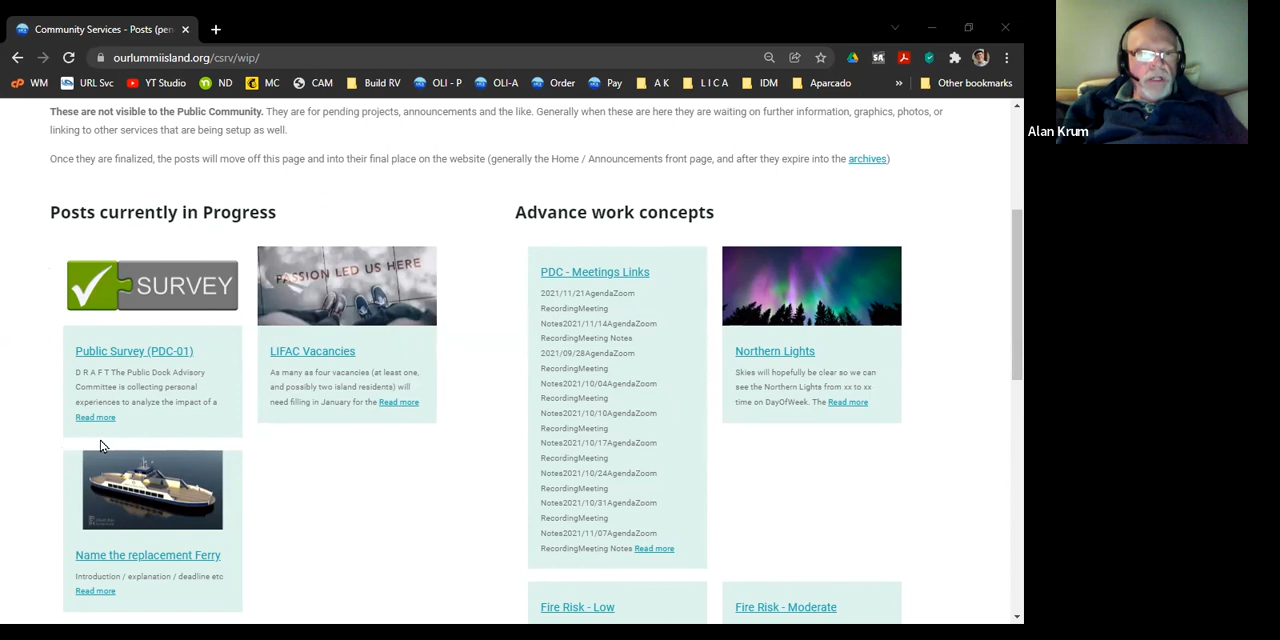 Community Services - Posts (pen
ourlummiisland.org/csrv/wip/
WM
URL Svc
YT Studio
ND
MC
CAM
Build RV
OLI - P
OLI-A
Order
Pay
A K
L I C A
IDM
Aparcado
»
Other bookmarks
Alan Krum
These are not visible to the Public Community. They are for pending projects, announcements and the like. Generally when these are here they are waiting on further information, graphics, photos, or
linking to other services that are being setup as well.
Once they are finalized, the posts will move off this page and into their final place on the website (generally the Home / Announcements front page, and after they expire into the archives)
Posts currently in Progress
SURVEY
Public Survey (PDC-01)
D R A F T The Public Dock Advisory
Committee is collecting personal
experiences to analyze the impact of a
Read more
PASSION LED US HERE
LIFAC Vacancies
As many as four vacancies (at least one,
and possibly two island residents) will
need filling in January for the Read more
Name the replacement Ferry
Introduction / explanation / deadline etc
Read more
Advance work concepts
PDC - Meetings Links
2021/11/21AgendaZoom
RecordingMeeting
Notes2021/11/14AgendaZoom
RecordingMeeting Notes
2021/09/28AgendaZoom
RecordingMeeting
Notes2021/10/04AgendaZoom
RecordingMeeting
Notes2021/10/10AgendaZoom
RecordingMeeting
Notes2021/10/17AgendaZoom
RecordingMeeting
Notes2021/10/24AgendaZoom
RecordingMeeting
Notes2021/10/31AgendaZoom
RecordingMeeting
Notes2021/11/07AgendaZoom
RecordingMeeting Notes Read more
Northern Lights
Skies will hopefully be clear so we can
see the Northern Lights from xx to xx
time on DayOfWeek. The Read more
Fire Risk - Low
Fire Risk - Moderate